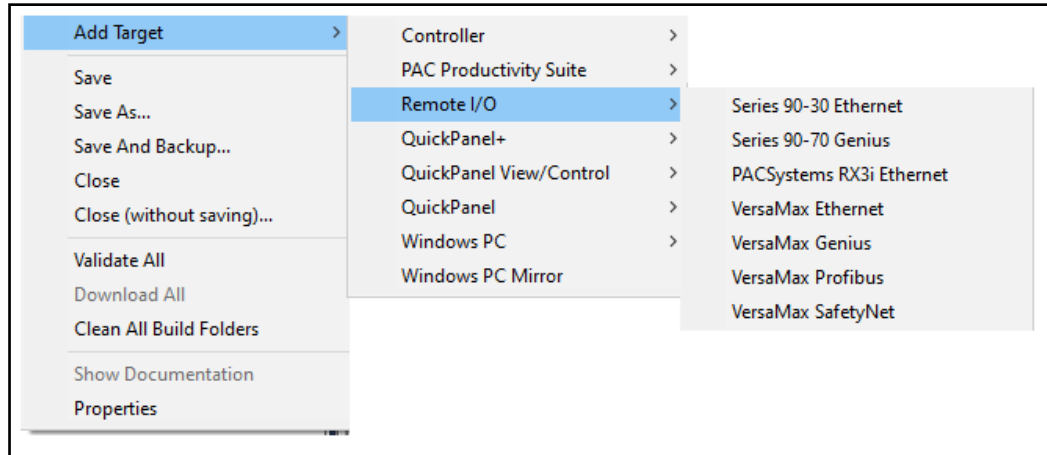 Add Target
Save
Save As...
Save And Backup...
Close
Close (without saving)...
Validate All
Download All
Clean All Build Folders
Show Documentation
Properties
Controller
PAC Productivity Suite
Remote I/O
QuickPanel+
QuickPanel View/Control
QuickPanel
Windows PC
Windows PC Mirror
Series 90-30 Ethernet
Series 90-70 Genius
PACSystems RX3i Ethernet
VersaMax Ethernet
VersaMax Genius
VersaMax Profibus
VersaMax SafetyNet